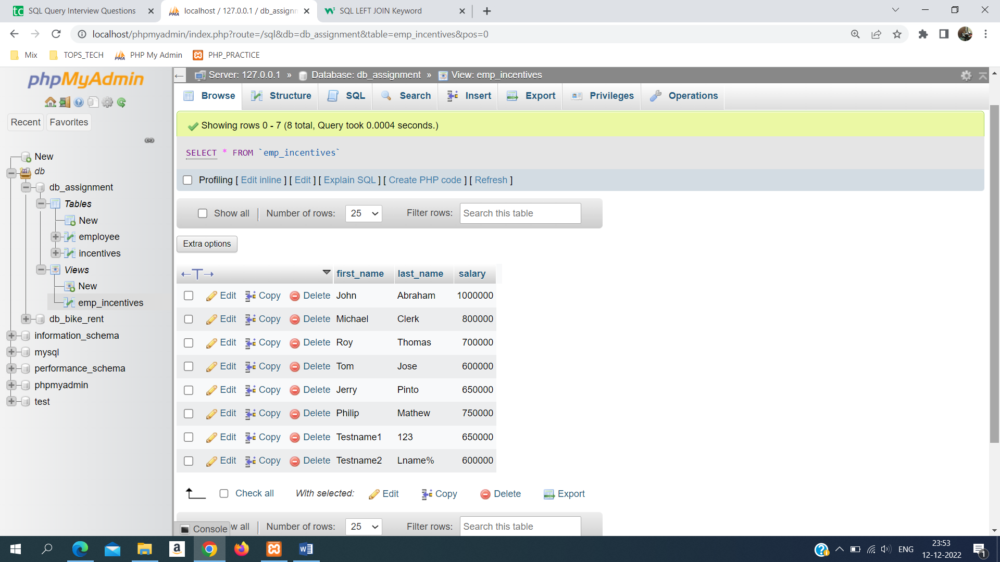 SQL Query Interview Questions
localhost / 127.0.0.1 / db_assignm
SQL LEFT JOIN Keyword
localhost/phpmyadmin/index.php?route=/sql&db=db_assignment&table=emp_incentives&pos=0
Mix TOPS_TECH PHP My Admin PHP_PRACTICE
phpMyAdmin
Recent Favorites
New
db
db_assignment
Tables
New
employee
incentives
Views
New
emp_incentives
db_bike_rent
information_schema
mysql
performance_schema
phpmyadmin
test
Server: 127.0.0.1 » Database: db_assignment » View: emp_incentives
Browse Structure SQL Search Insert Export Privileges Operations
Showing rows 0 - 7 (8 total, Query took 0.0004 seconds.)
SELECT * FROM `emp_incentives`
Profiling [ Edit inline ] [ Edit ] [ Explain SQL ] [ Create PHP code ] [ Refresh ]
Show all | Number of rows: 25 Filter rows: Search this table
Extra options
←T→ first_name last_name salary
Edit Copy Delete John Abraham 1000000
Edit Copy Delete Michael Clerk 800000
Edit Copy Delete Roy Thomas 700000
Edit Copy Delete Tom Jose 600000
Edit Copy Delete Jerry Pinto 650000
Edit Copy Delete Philip Mathew 750000
Edit Copy Delete Testname1 123 650000
Edit Copy Delete Testname2 Lname% 600000
Check all With selected: Edit Copy Delete Export
Console w all | Number of rows: 25 Filter rows: Search this table
ENG
23:53
12-12-2022
1